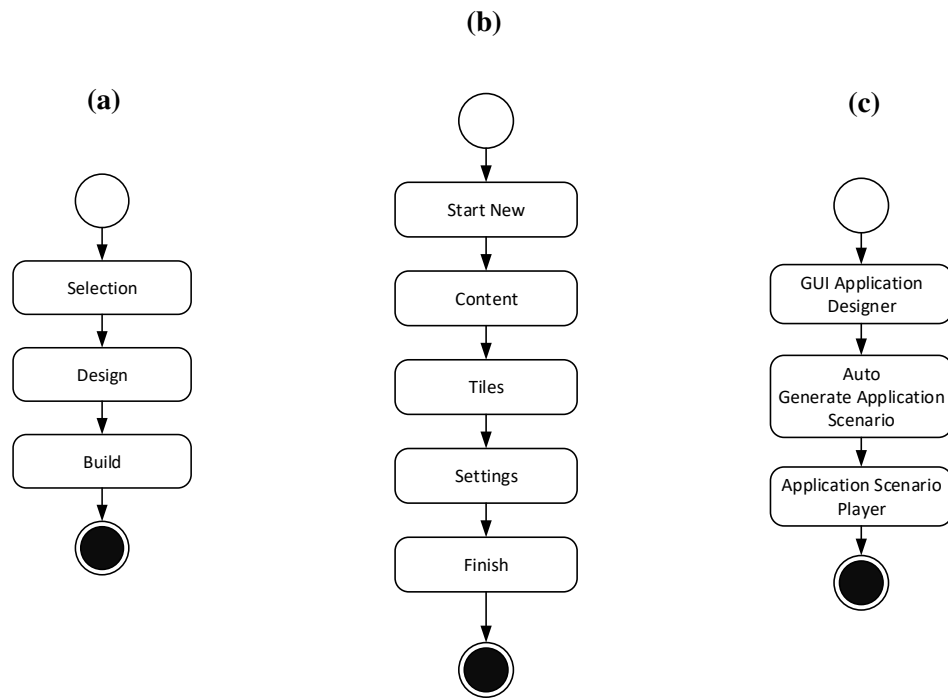 (a)
Selection
Design
Build
(b)
Start New
Content
Tiles
Settings
Finish
(c)
GUI Application
Designer
Auto
Generate Application
Scenario
Application Scenario
Player